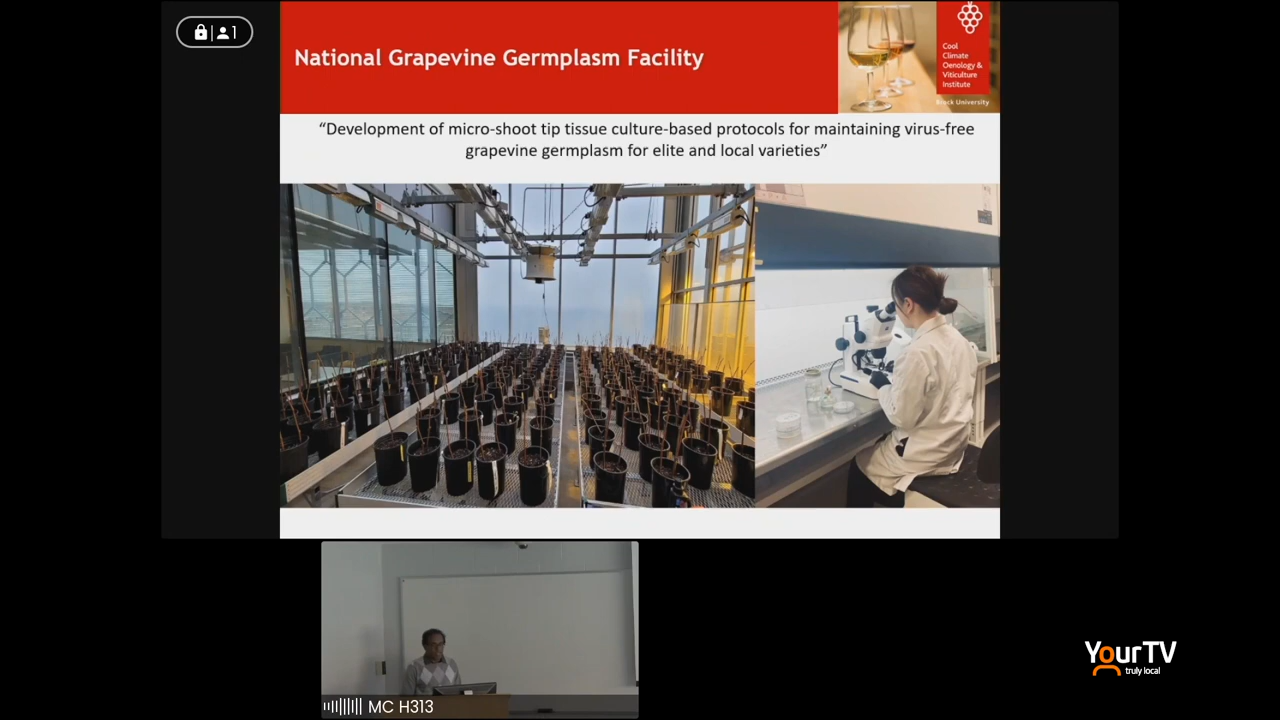 1
National Grapevine Germplasm Facility
Cool
Climate
Oenology &
Viticulture
Institute
Brock University
“Development of micro-shoot tip tissue culture-based protocols for maintaining virus-free
grapevine germplasm for elite and local varieties”
MC H313
YourTV
truly local